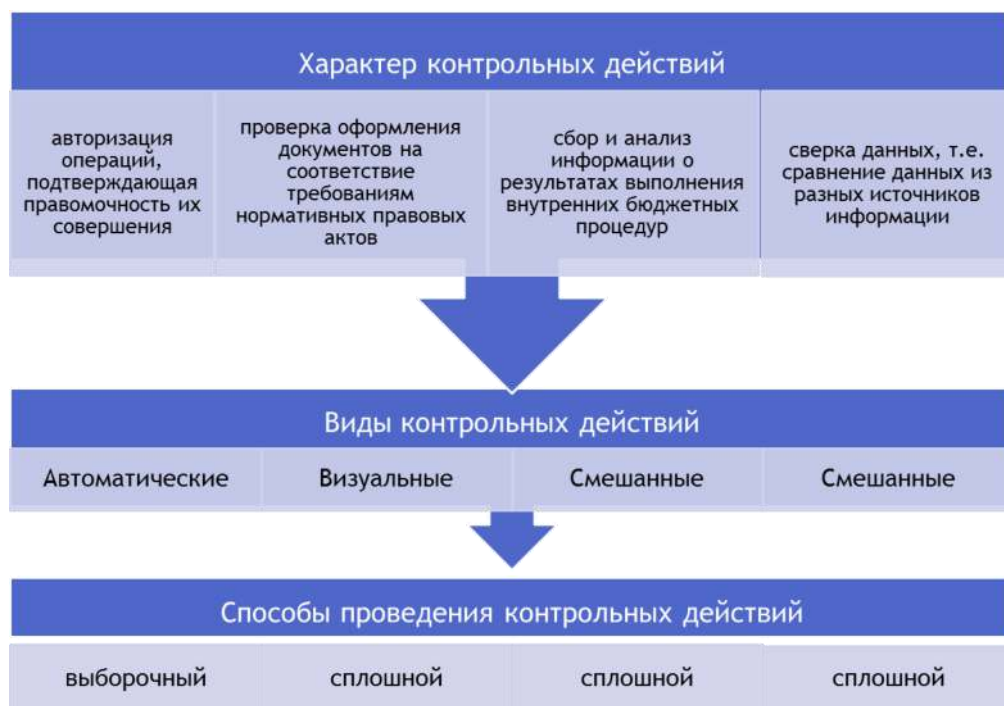 Характер контрольных действий
авторизация
операций,
подтверждающая
правомочность их
совершения
проверка оформления
документов на
соответствие
требованиям
нормативных правовых
актов
сбор и анализ
информации о
результатах выполнения
внутренних бюджетных
процедур
сверка данных, т.е.
сравнение данных из
разных источников
информации
Виды контрольных действий
Автоматические
Визуальные
Смешанные
Смешанные
Способы проведения контрольных действий
выборочный
сплошной
сплошной
сплошной